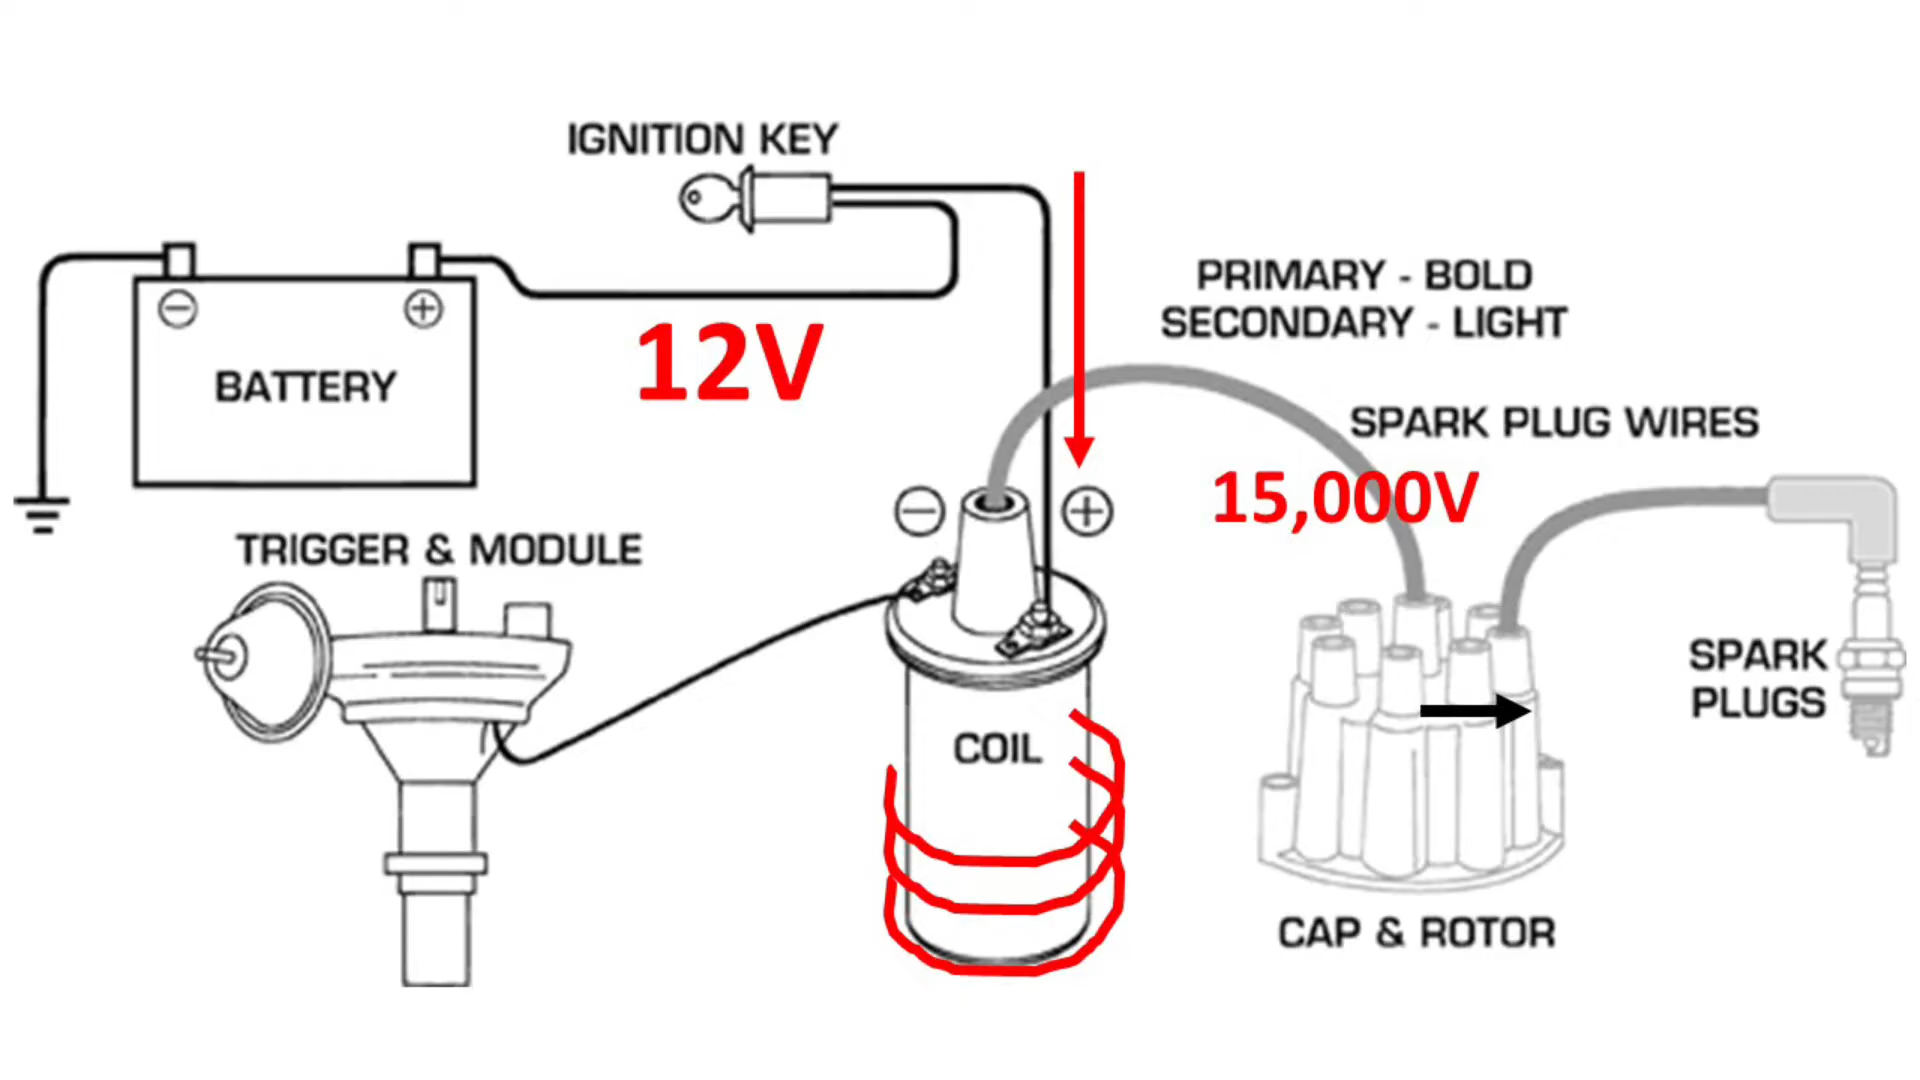 IGNITION KEY
PRIMARY - BOLD
SECONDARY - LIGHT
12V
BATTERY
SPARK PLUG WIRES
15,000V
TRIGGER & MODULE
SPARK
PLUGS
COIL
CAP & ROTOR